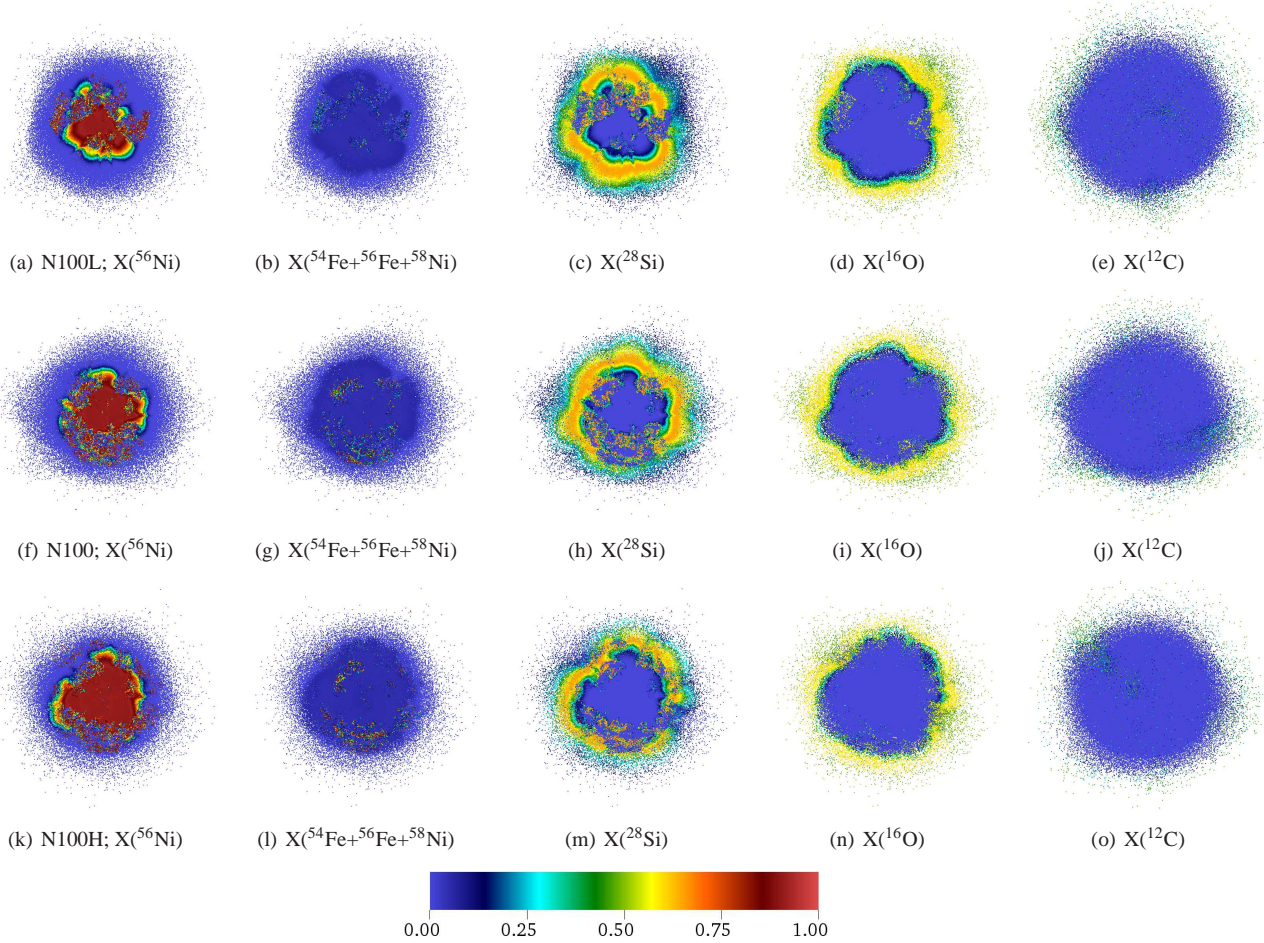 (a) N100L; X(⁵⁶Ni) (b) X(⁵⁴Fe+⁵⁶Fe+⁵⁸Ni) (c) X(²⁸Si) (d) X(¹⁶O) (e) X(¹²C)
(f) N100; X(⁵⁶Ni) (g) X(⁵⁴Fe+⁵⁶Fe+⁵⁸Ni) (h) X(²⁸Si) (i) X(¹⁶O) (j) X(¹²C)
(k) N100H; X(⁵⁶Ni) (l) X(⁵⁴Fe+⁵⁶Fe+⁵⁸Ni) (m) X(²⁸Si) (n) X(¹⁶O) (o) X(¹²C)
0.00 0.25 0.50 0.75 1.00